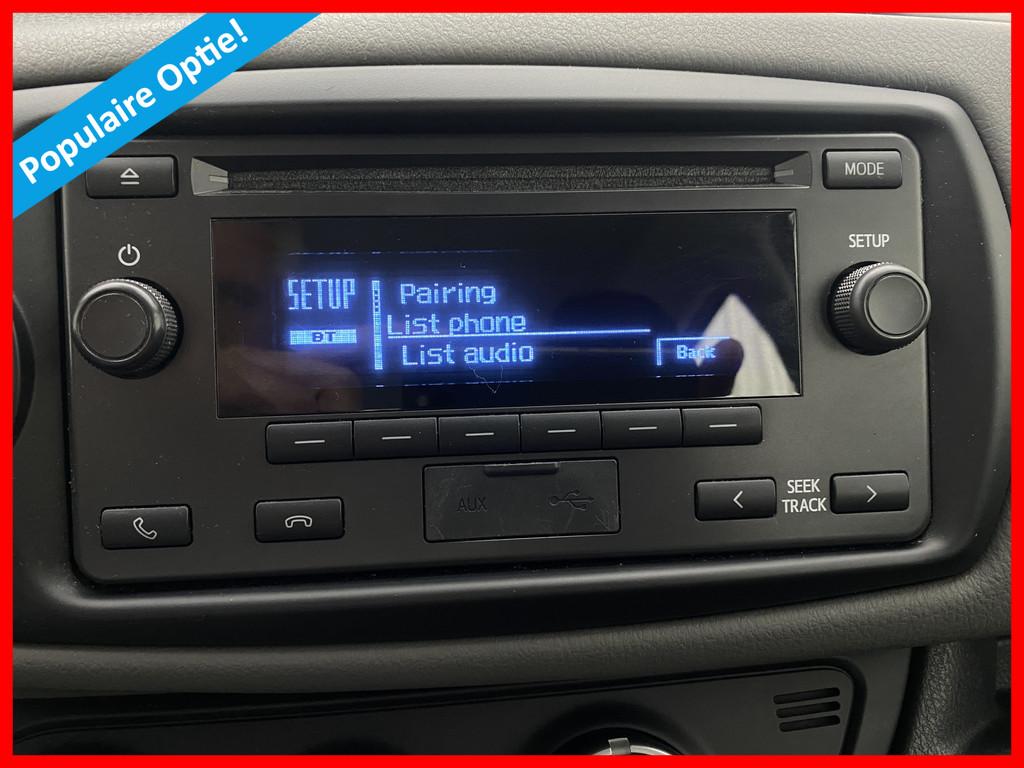 Populaire Optie!
MODE
SETUP
SETUP
BT
Pairing
List phone
List audio
Back
AUX
SEEK
TRACK